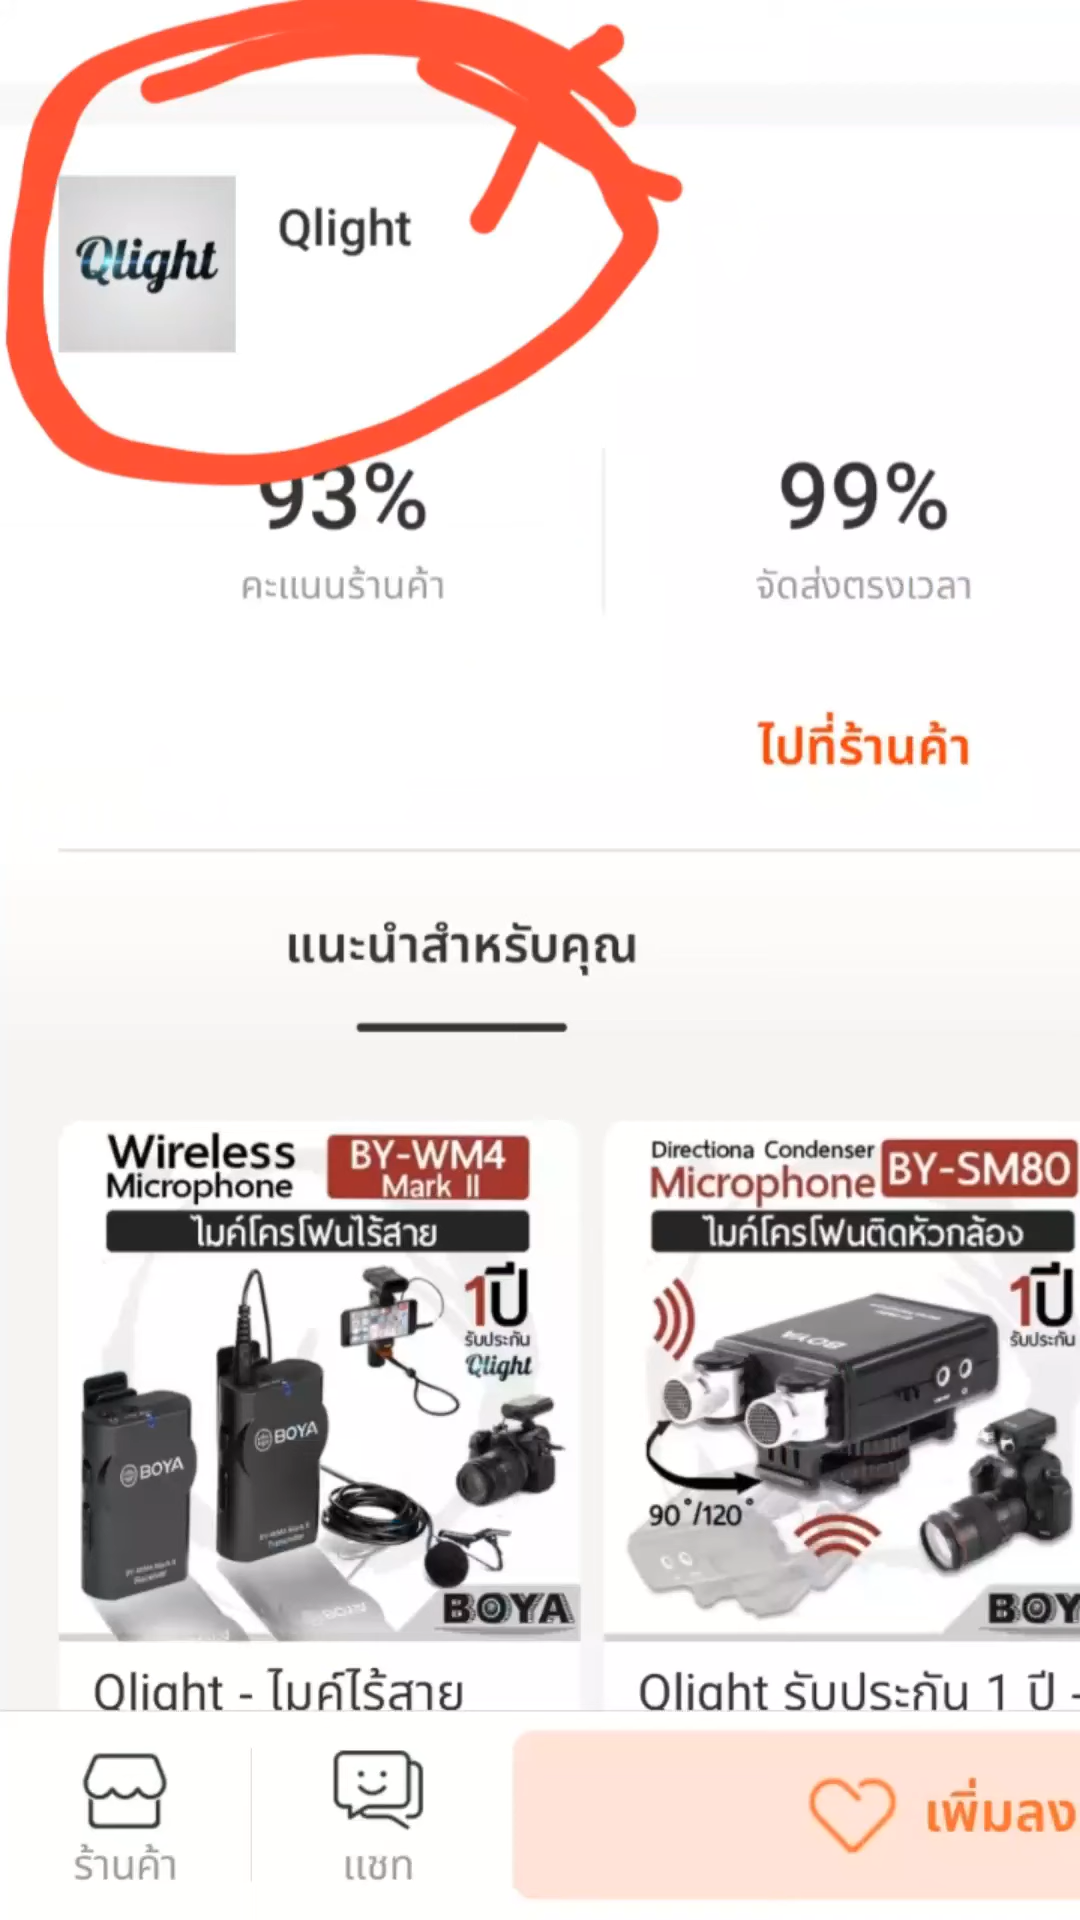 Qlight
Qlight
93%
99%
คะแนนร้านค้า
จัดส่งตรงเวลา
ไปที่ร้านค้า
แนะนำสำหรับคุณ
Wireless
Microphone
BY-WM4
Mark II
ไมค์โครโฟนไร้สาย
1ปี
รับประกัน
Qlight
BOYA
BOYA
BOYA
Directiona Condenser
Microphone
BY-SM80
ไมค์โครโฟนติดหัวกล้อง
1ปี
รับประกัน
BOYA
90°/120°
BOY
Qlight - ไมค์ไร้สาย
Qlight รับประกัน 1 ปี -
ร้านค้า
แชท
เพิ่มลง